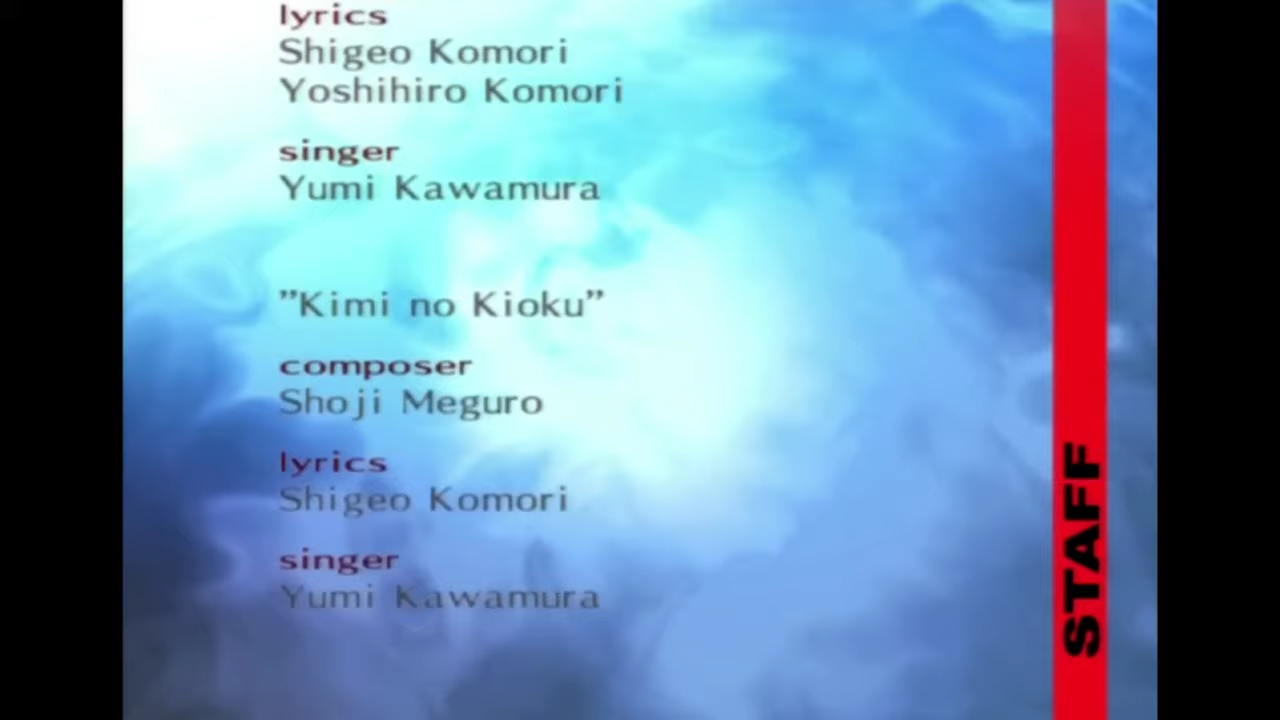 lyrics
Shigeo Komori
Yoshihiro Komori
singer
Yumi Kawamura
"Kimi no Kioku"
composer
Shoji Meguro
lyrics
Shigeo Komori
singer
Yumi Kawamura
STAFF